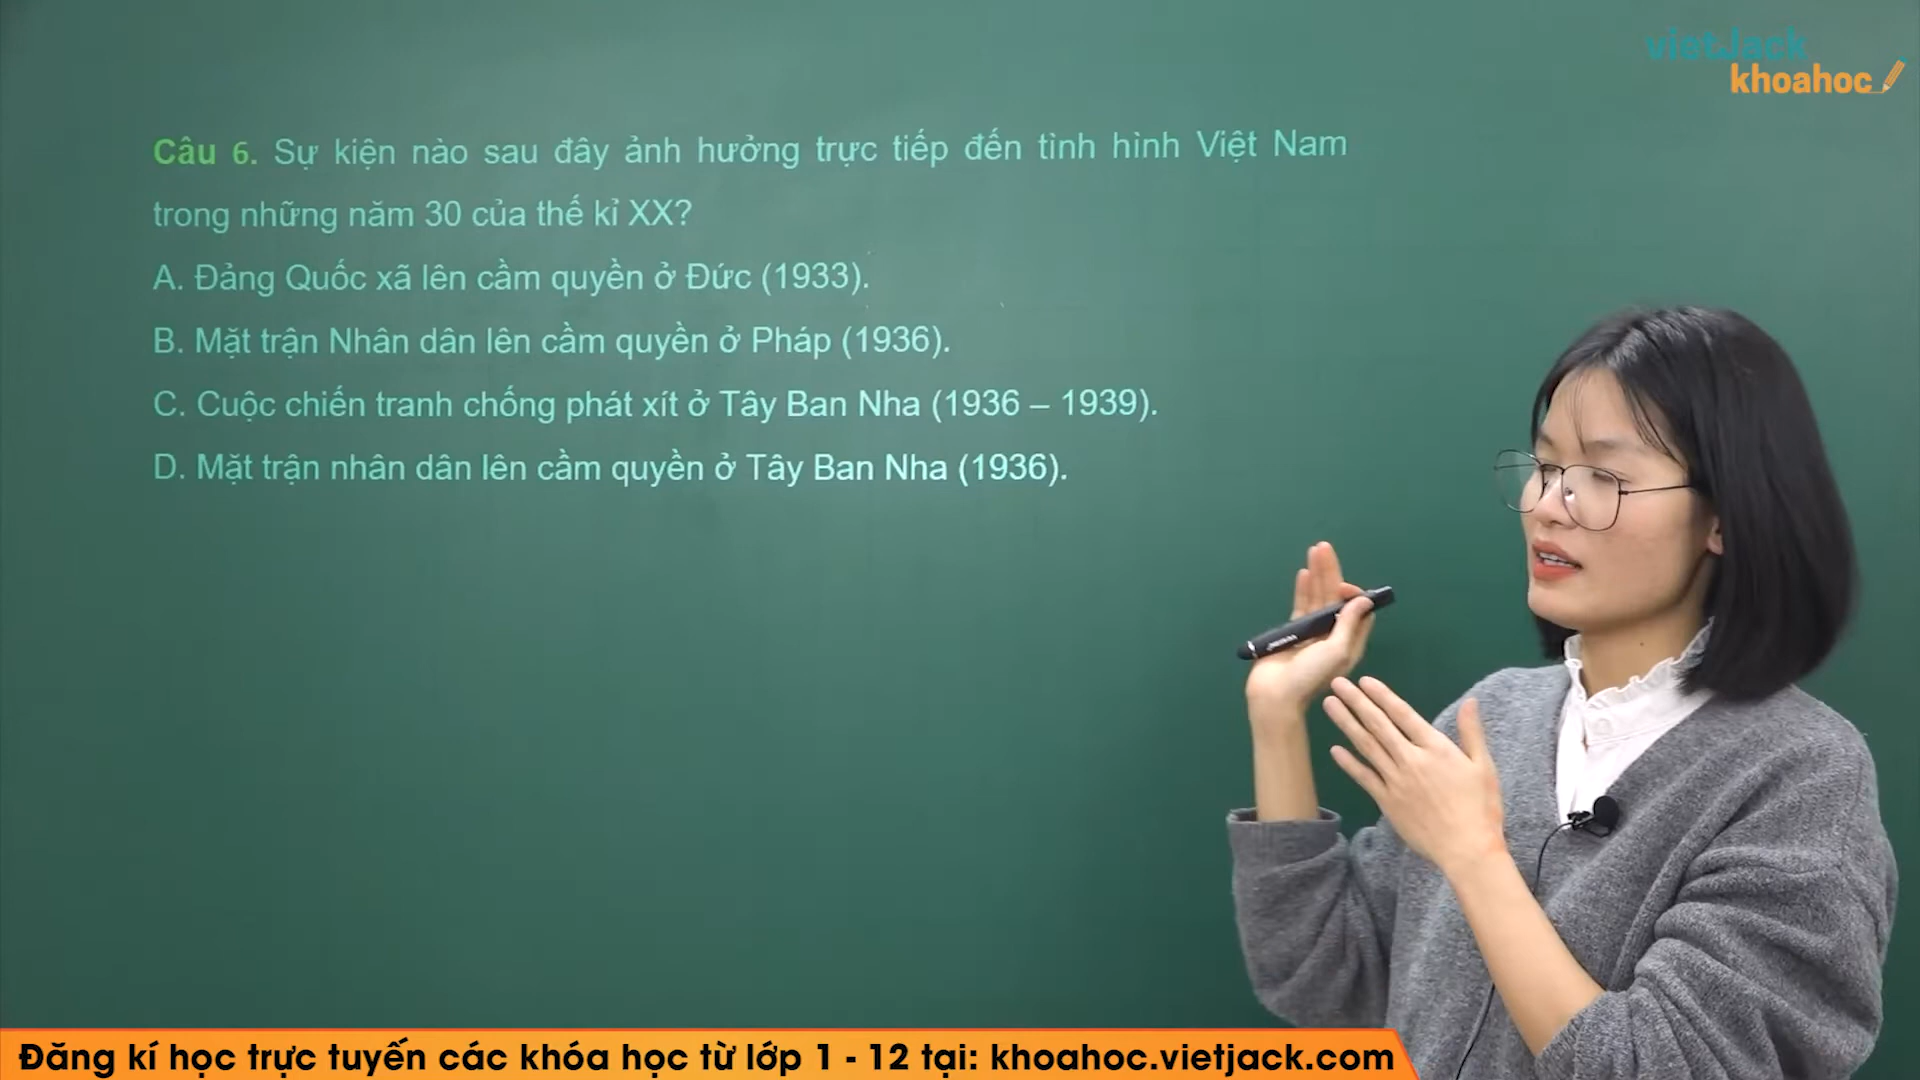 vietJack
khoahoc
Câu 6. Sự kiện nào sau đây ảnh hưởng trực tiếp đến tình hình Việt Nam
trong những năm 30 của thế kỉ XX?
A. Đảng Quốc xã lên cầm quyền ở Đức (1933).
B. Mặt trận Nhân dân lên cầm quyền ở Pháp (1936).
C. Cuộc chiến tranh chống phát xít ở Tây Ban Nha (1936 – 1939).
D. Mặt trận nhân dân lên cầm quyền ở Tây Ban Nha (1936).
Đăng kí học trực tuyến các khóa học từ lớp 1 - 12 tại: khoahoc.vietjack.com